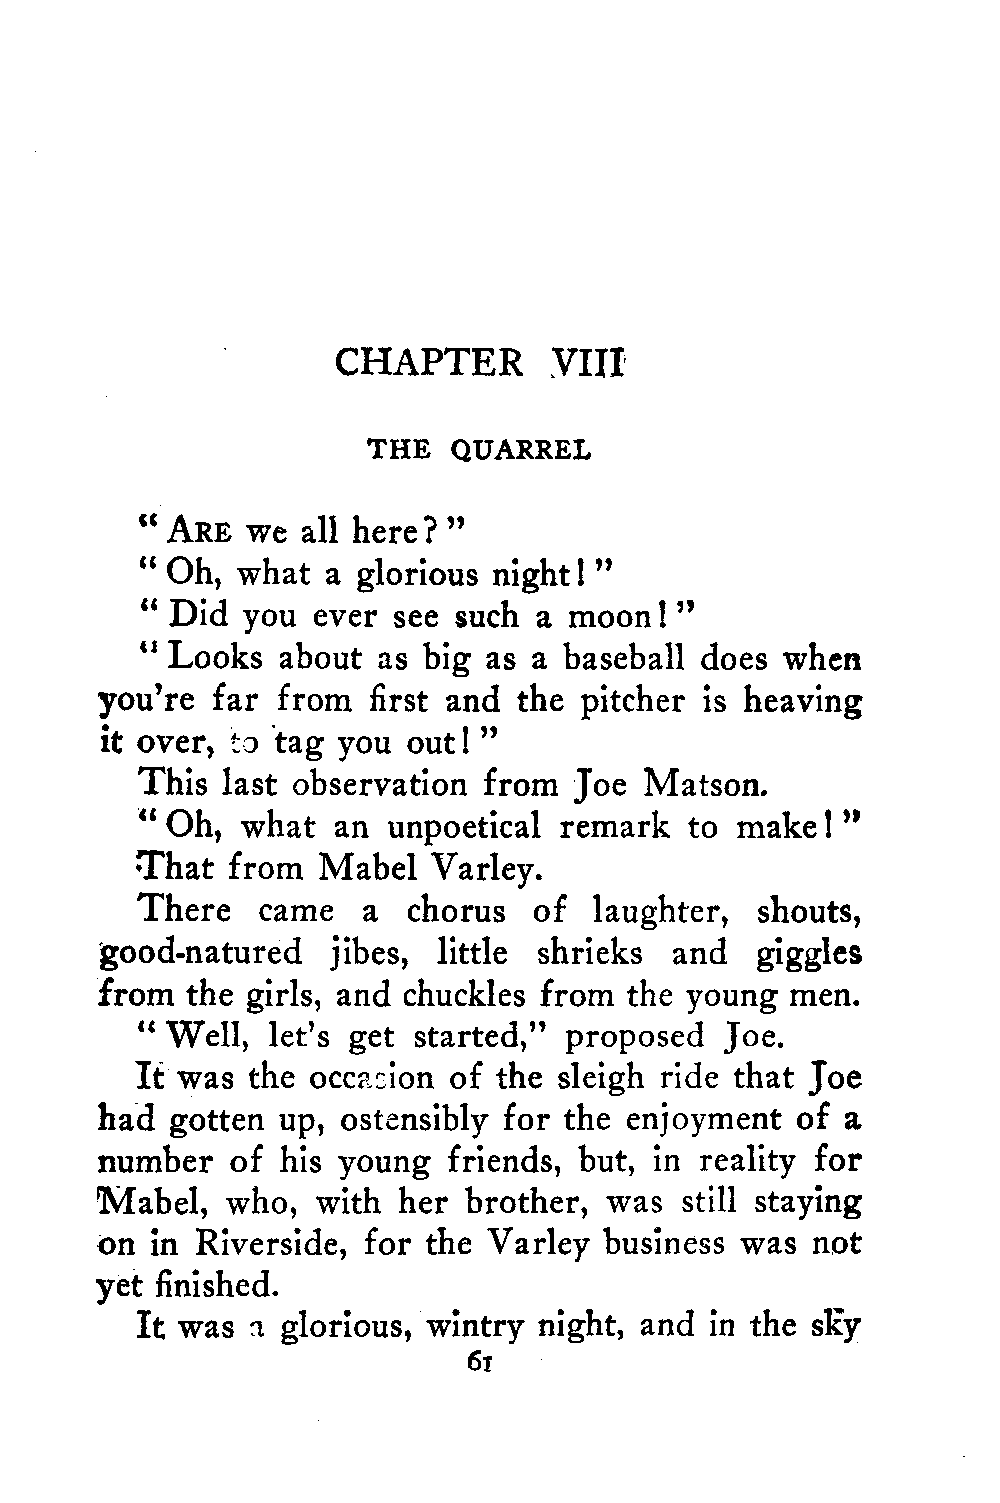 CHAPTER VIII
THE QUARREL
" ARE we all here? "
" Oh, what a glorious night! "
" Did you ever see such a moon! "
" Looks about as big as a baseball does when
you're far from first and the pitcher is heaving
it over, to tag you out! "
This last observation from Joe Matson.
" Oh, what an unpoetical remark to make! "
That from Mabel Varley.
There came a chorus of laughter, shouts,
good-natured jibes, little shrieks and giggles
from the girls, and chuckles from the young men.
" Well, let's get started," proposed Joe.
It was the occasion of the sleigh ride that Joe
had gotten up, ostensibly for the enjoyment of a
number of his young friends, but, in reality for
Mabel, who, with her brother, was still staying
on in Riverside, for the Varley business was not
yet finished.
It was a glorious, wintry night, and in the sky
61